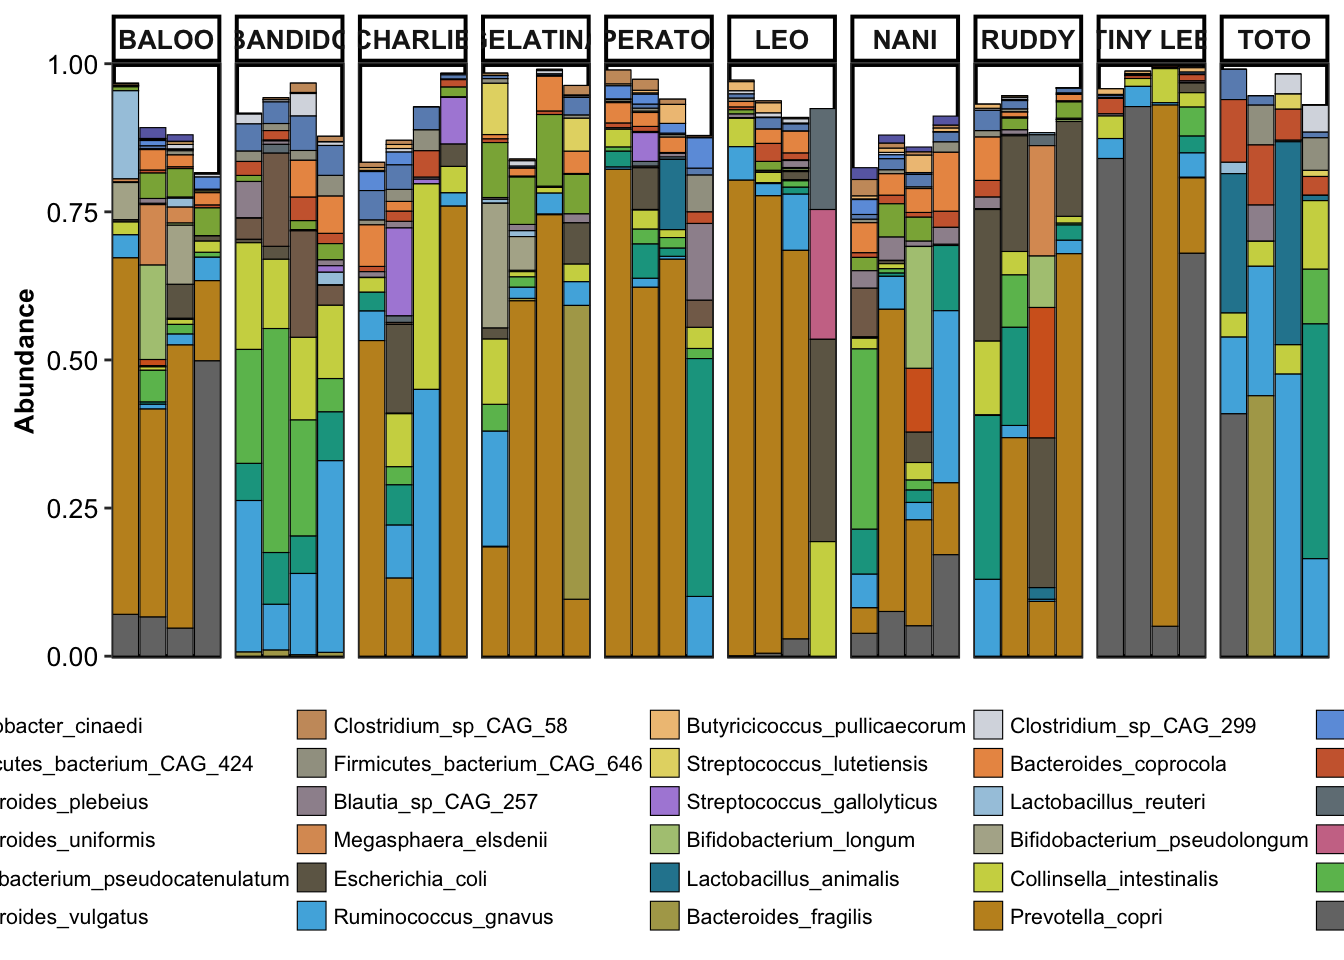 BALOO BANDIDO CHARLIE GELATINA PERATO LEO NANI RUDDY TINY LEE TOTO
1.00
0.75
0.50
0.25
0.00
Abundance
obacter_cinaedi Clostridium_sp_CAG_58 Butyricicoccus_pullicaecorum Clostridium_sp_CAG_299
cutes_bacterium_CAG_424 Firmicutes_bacterium_CAG_646 Streptococcus_lutetiensis Bacteroides_coprocola
roides_plebeius Blautia_sp_CAG_257 Streptococcus_gallolyticus Lactobacillus_reuteri
roides_uniformis Megasphaera_elsdenii Bifidobacterium_longum Bifidobacterium_pseudolongum
bacterium_pseudocatenulatum Escherichia_coli Lactobacillus_animalis Collinsella_intestinalis
roides_vulgatus Ruminococcus_gnavus Bacteroides_fragilis Prevotella_copri